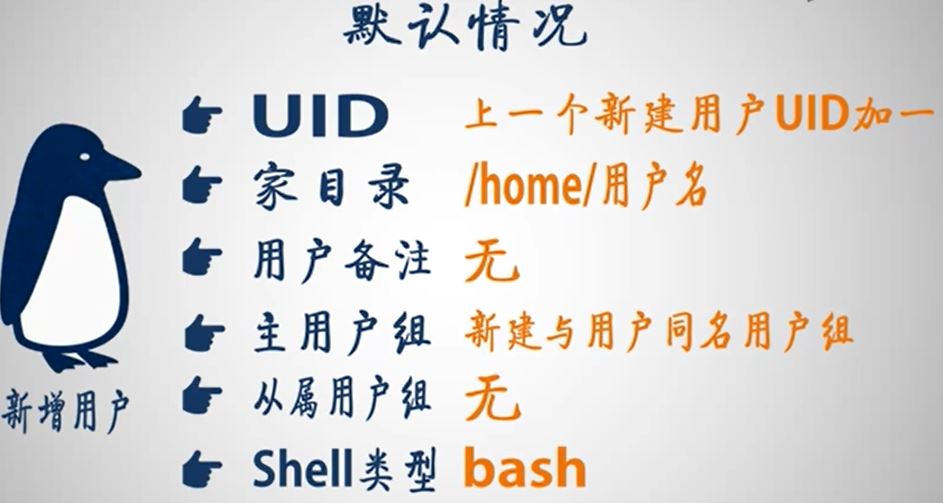 默认情况
UID 上一个新建用户UID加一
家目录 /home/用户名
用户备注 无
主用户组 新建与用户同名用户组
从属用户组 无
Shell类型 bash
新增用户